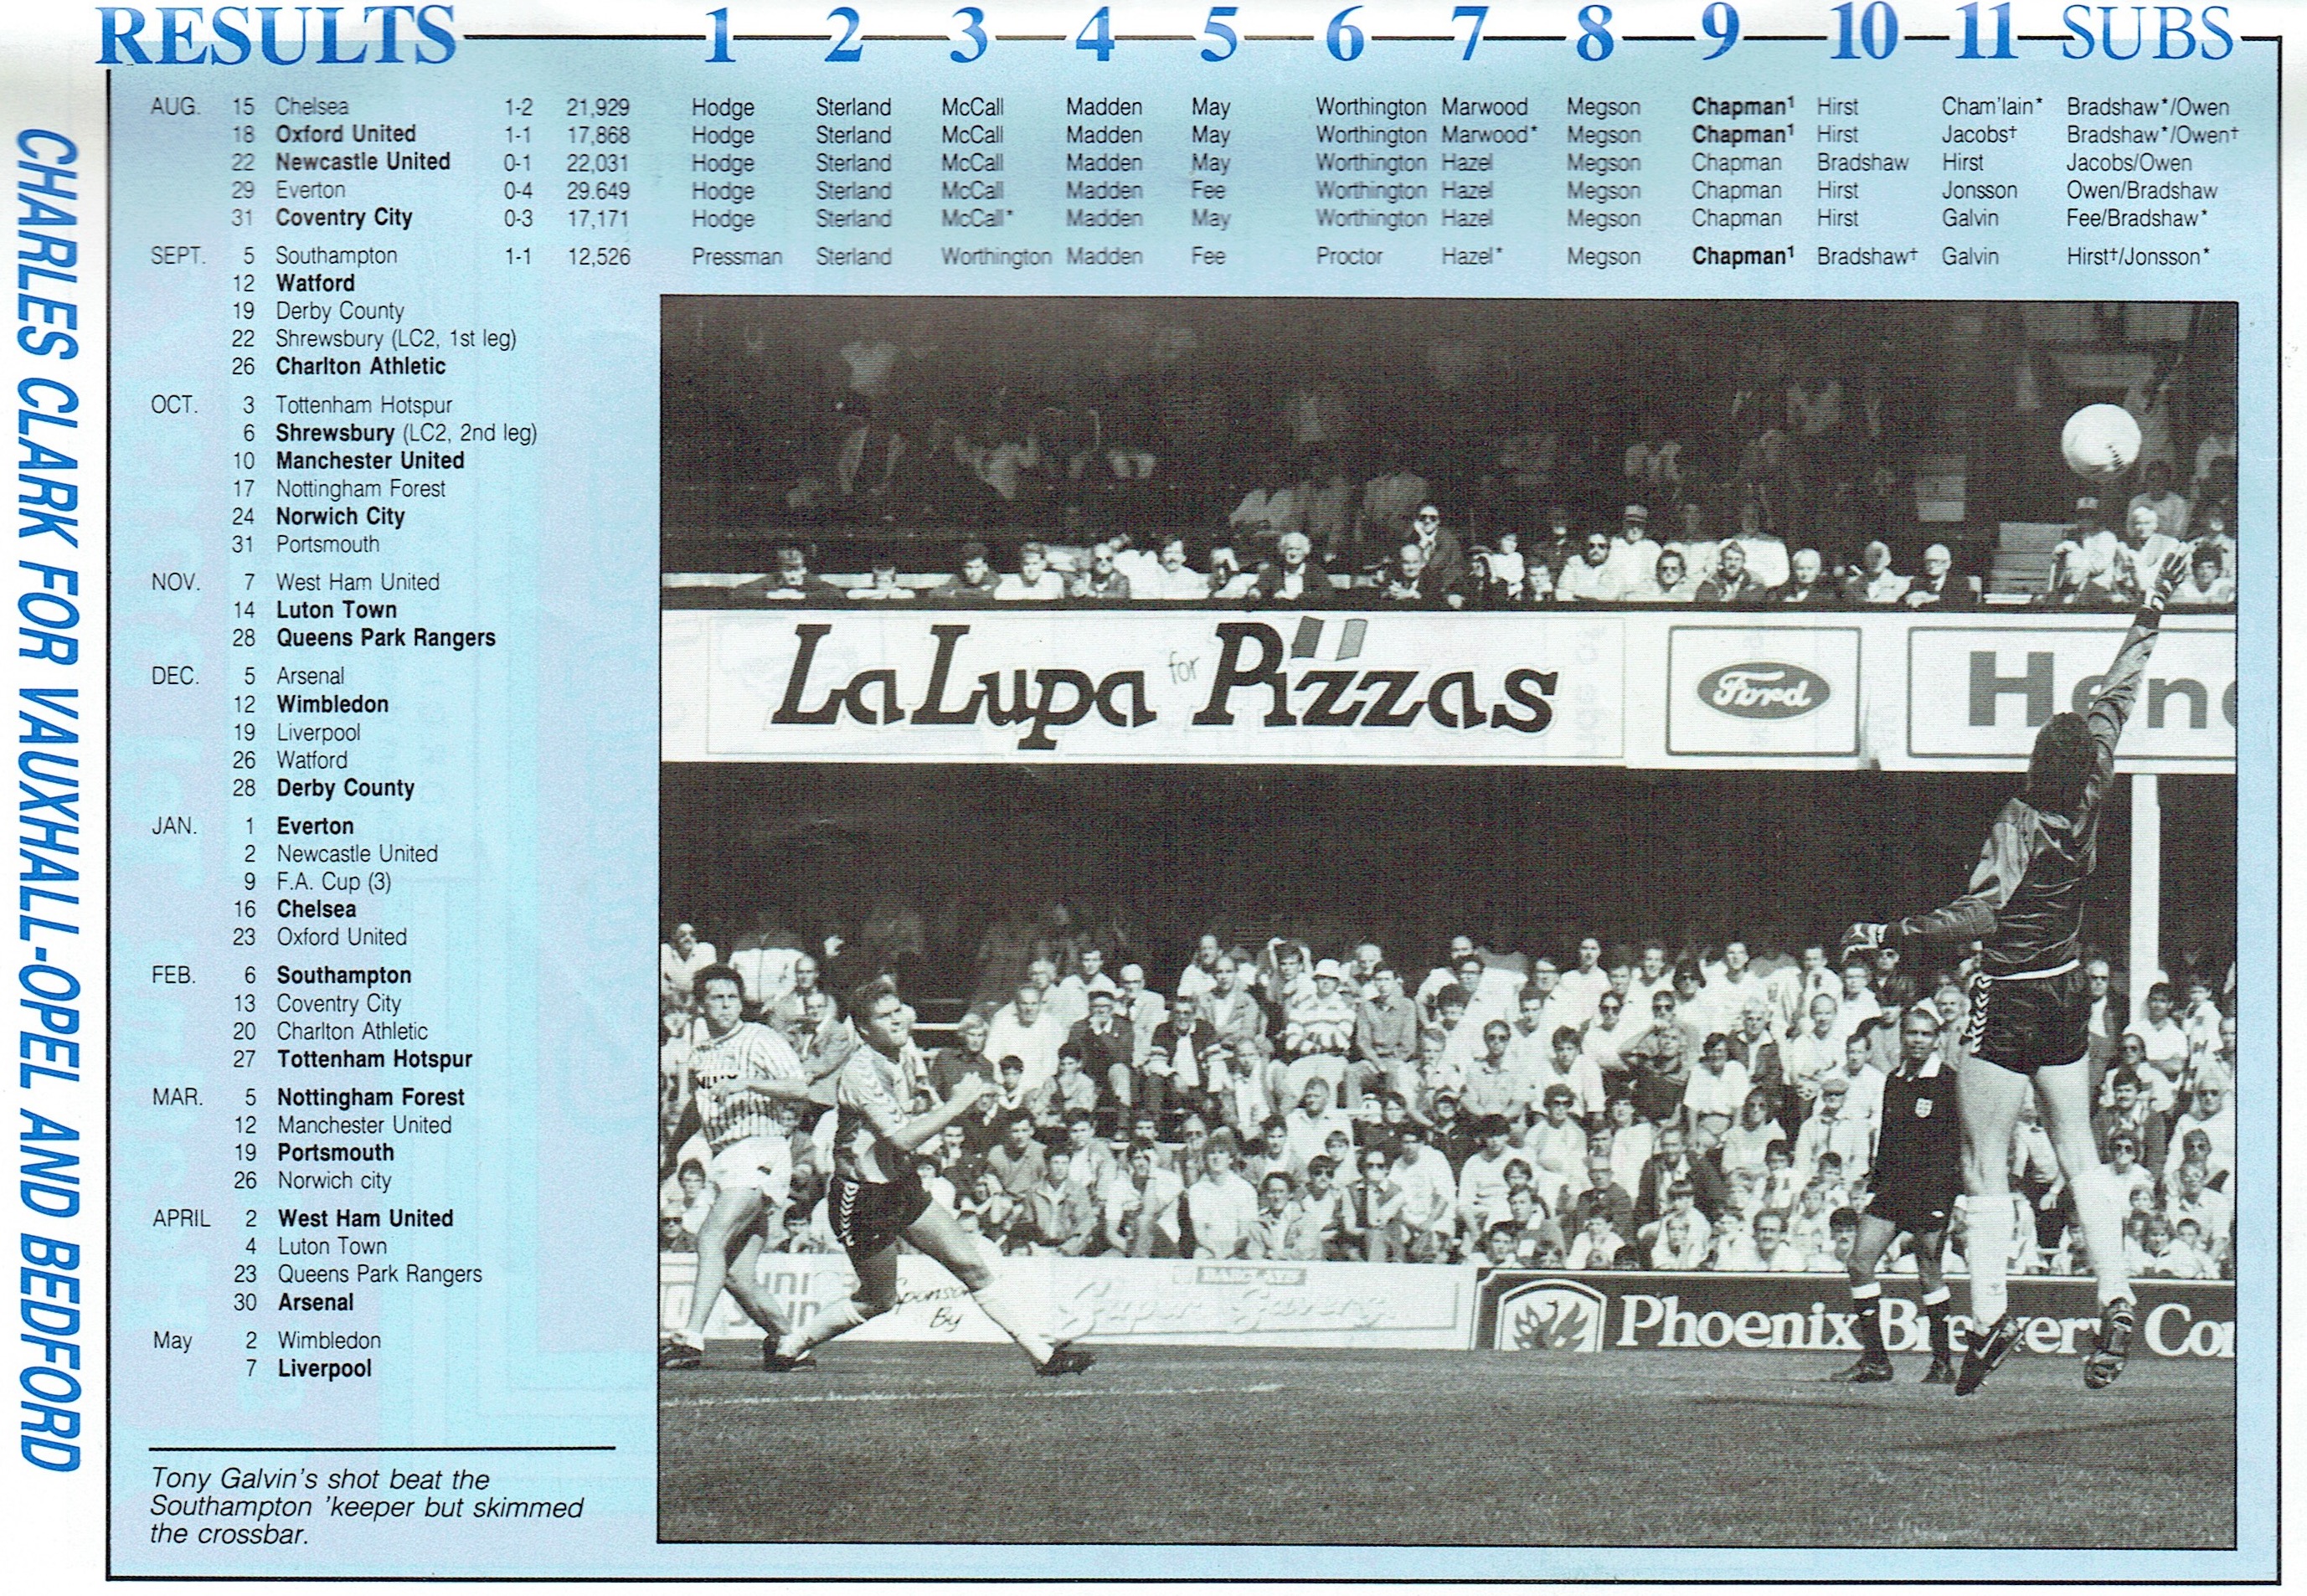 RESULTS 1 2 3 4 5 6 7 8 9 10 11 SUBS
AUG. 15 Chelsea 1-2 21,929 Hodge Sterland McCall Madden May Worthington Marwood Megson Chapman¹ Hirst Cham'lain* Bradshaw*/Owen
18 Oxford United 1-1 17,868 Hodge Sterland McCall Madden May Worthington Marwood* Megson Chapman¹ Hirst Jacobs† Bradshaw*/Owen†
22 Newcastle United 0-1 22,031 Hodge Sterland McCall Madden May Worthington Hazel Megson Chapman Bradshaw Hirst Jacobs/Owen
29 Everton 0-4 29.649 Hodge Sterland McCall Madden Fee Worthington Hazel Megson Chapman Hirst Jonsson Owen/Bradshaw
31 Coventry City 0-3 17,171 Hodge Sterland McCall* Madden May Worthington Hazel Megson Chapman Hirst Galvin Fee/Bradshaw*
SEPT. 5 Southampton 1-1 12,526 Pressman Sterland Worthington Madden Fee Proctor Hazel* Megson Chapman¹ Bradshaw† Galvin Hirst†/Jonsson*
12 Watford
19 Derby County
22 Shrewsbury (LC2, 1st leg)
26 Charlton Athletic
OCT. 3 Tottenham Hotspur
6 Shrewsbury (LC2, 2nd leg)
10 Manchester United
17 Nottingham Forest
24 Norwich City
31 Portsmouth
NOV. 7 West Ham United
14 Luton Town
28 Queens Park Rangers
DEC. 5 Arsenal
12 Wimbledon
19 Liverpool
26 Watford
28 Derby County
JAN. 1 Everton
2 Newcastle United
9 F.A. Cup (3)
16 Chelsea
23 Oxford United
FEB. 6 Southampton
13 Coventry City
20 Charlton Athletic
27 Tottenham Hotspur
MAR. 5 Nottingham Forest
12 Manchester United
19 Portsmouth
26 Norwich city
APRIL 2 West Ham United
4 Luton Town
23 Queens Park Rangers
30 Arsenal
May 2 Wimbledon
7 Liverpool
Tony Galvin's shot beat the
Southampton 'keeper but skimmed
the crossbar.
CHARLES CLARK FOR VAUXHALL-OPEL AND BEDFORD
La Lupa for Pizzas
Ford
Hen
Sponsored
By
BARCLAYS
Super Savers
Phoenix Brewery Co